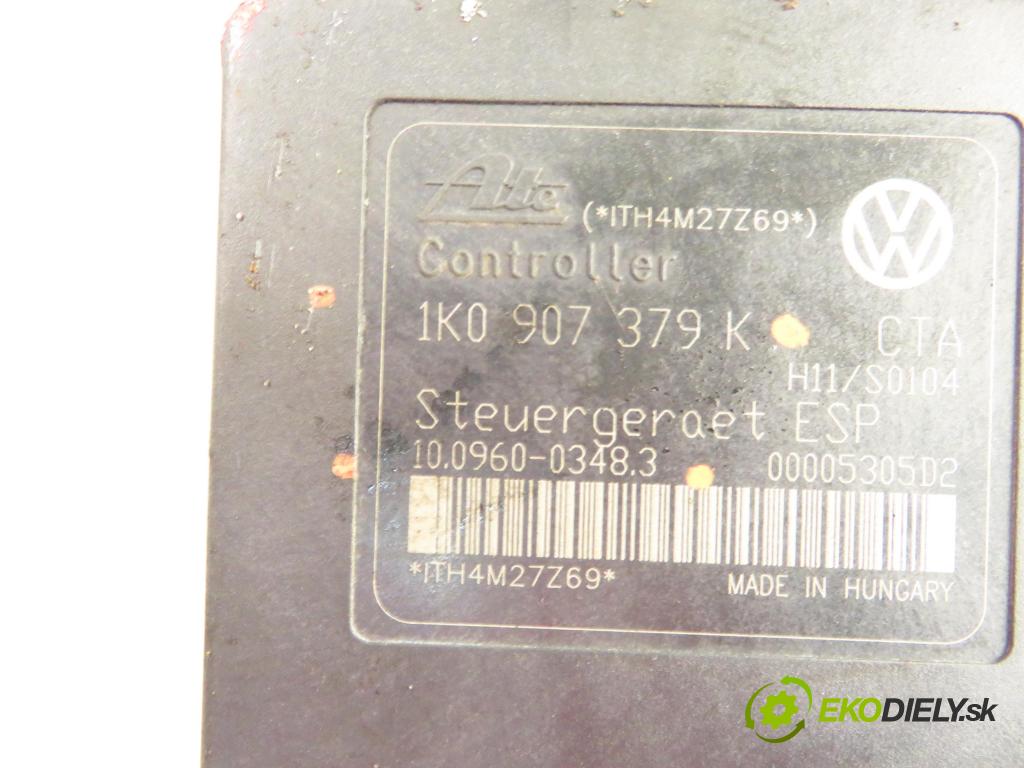 Ate (*ITH4M27Z69*)
Controller
1K0 907 379 K CTA
H11/S0104
Steuergeraet ESP
10.0960-0348.3 00005305D2
*ITH4M27Z69* MADE IN HUNGARY
EKODIELY.sk